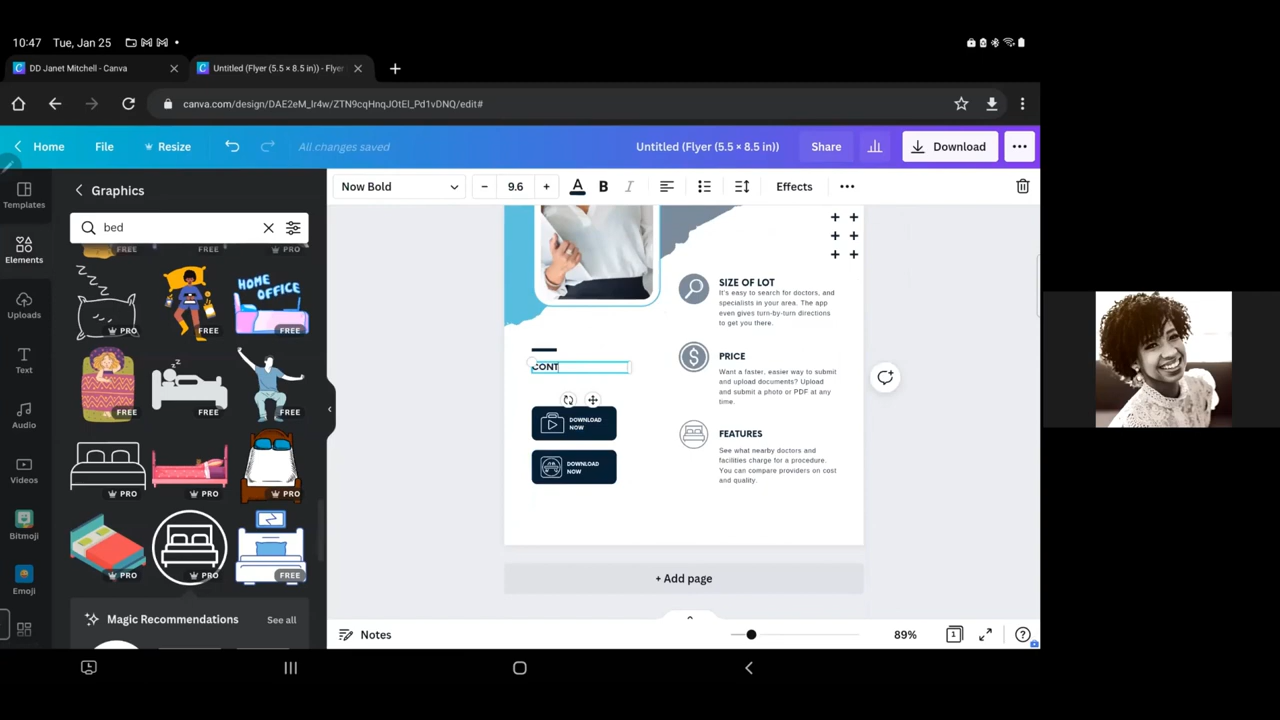 10:47 Tue, Jan 25
DD Janet Mitchell - Canva
Untitled (Flyer (5.5 × 8.5 in)) - Flyer
canva.com/design/DAE2eM_Ir4w/ZTN9cqHnqJOtEl_Pd1vDNQ/edit#
Home
File
Resize
All changes saved
Untitled (Flyer (5.5 × 8.5 in))
Share
Download
Templates
Elements
Uploads
Text
Audio
Videos
Bitmoji
Emoji
Graphics
bed
FREE
FREE
PRO
PRO
FREE
HOME OFFICE
FREE
FREE
FREE
FREE
PRO
PRO
PRO
PRO
PRO
FREE
Magic Recommendations
See all
Now Bold
9.6
B
I
Effects
SIZE OF LOT
It's easy to search for doctors, and
specialists in your area. The app
even gives turn-by-turn directions
to get you there.
CONT
PRICE
Want a faster, easier way to submit
and upload documents? Upload
and submit a photo or PDF at any
time.
DOWNLOAD
NOW
DOWNLOAD
NOW
FEATURES
See what nearby doctors and
facilities charge for a procedure.
You can compare providers on cost
and quality.
+ Add page
Notes
89%
1